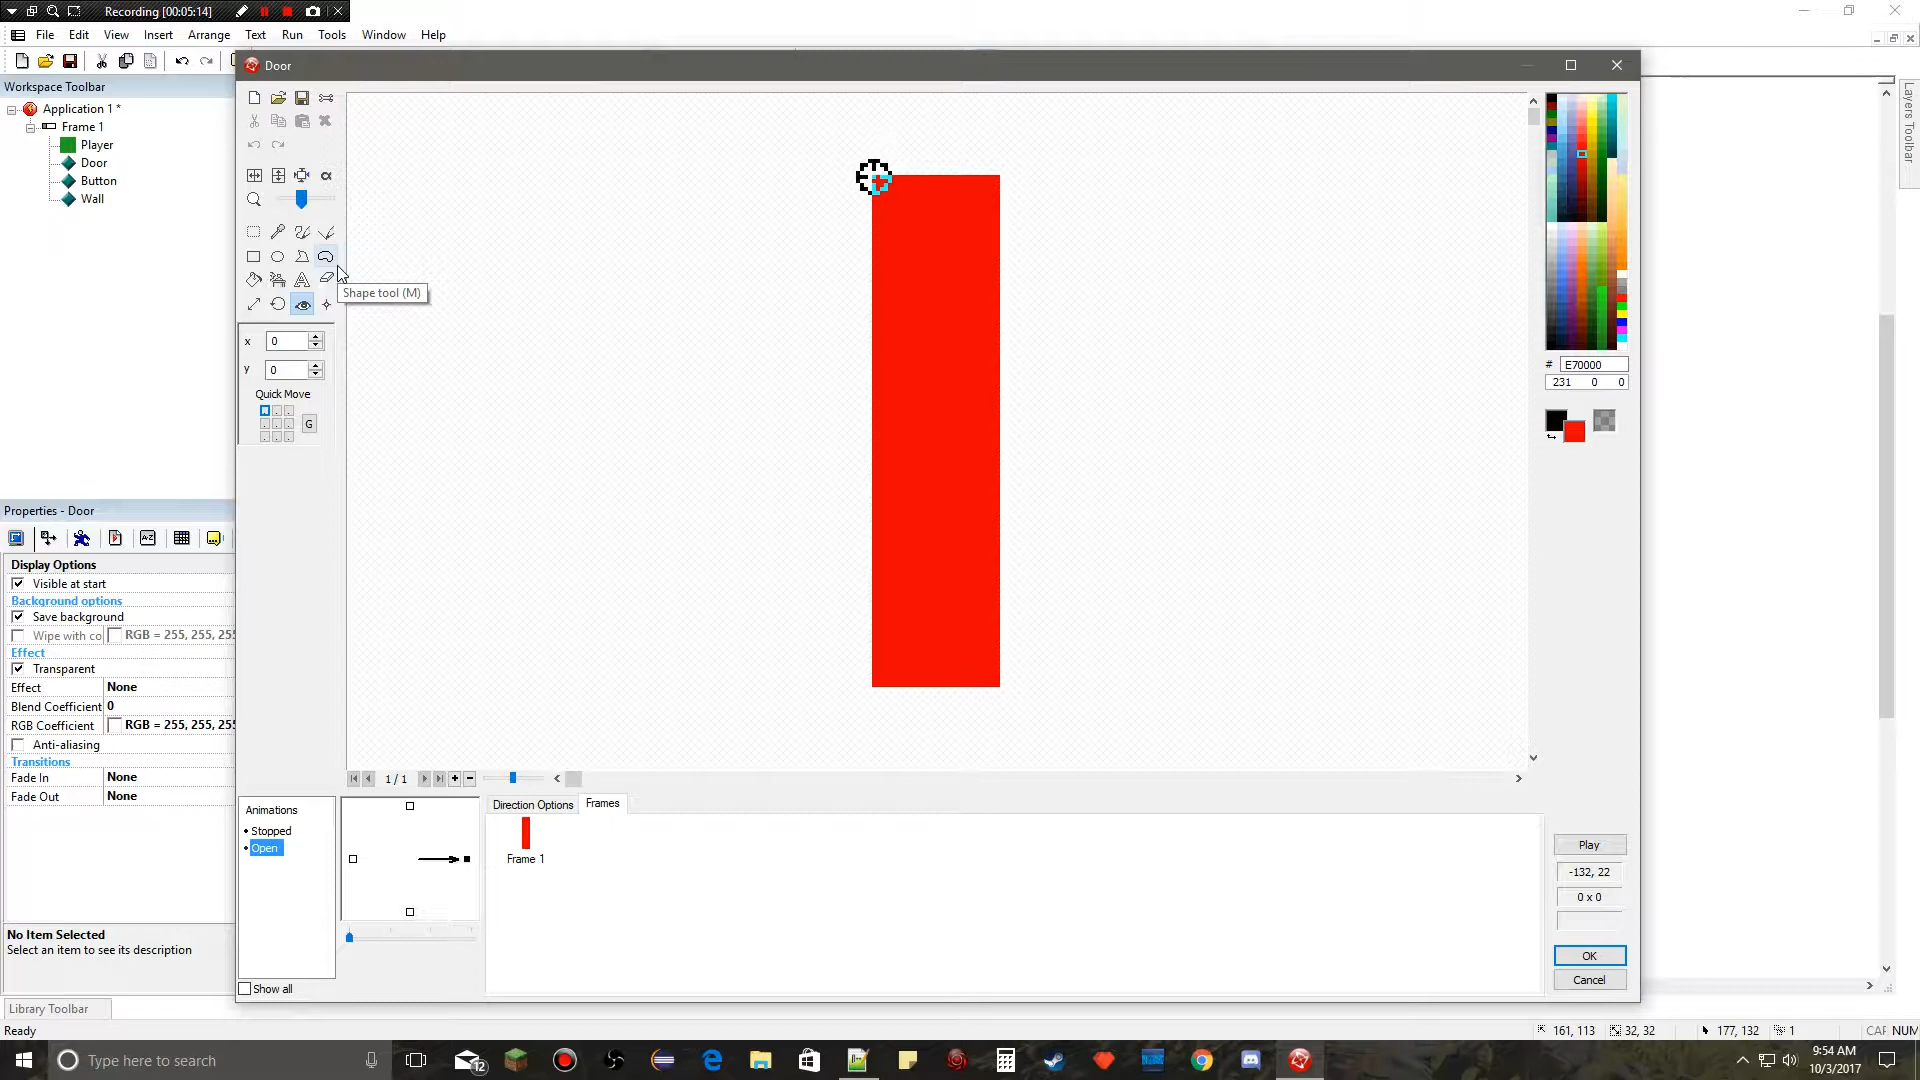 Recording [00:05:14]
File Edit View Insert Arrange Text Run Tools Window Help
Workspace Toolbar
Application 1 *
Frame 1
Player
Door
Button
Wall
Door
Shape tool (M)
x 0
y 0
Quick Move
G
Layers Toolbar
# E70000
231 0 0
Properties - Door
Display Options
Visible at start
Background options
Save background
Wipe with co RGB = 255, 255, 255
Effect
Transparent
Effect None
Blend Coefficient 0
RGB Coefficient RGB = 255, 255, 255
Anti-aliasing
Transitions
Fade In None
Fade Out None
No Item Selected
Select an item to see its description
Library Toolbar
Ready
1 / 1
Animations
Stopped
Open
Show all
Direction Options Frames
Frame 1
Play
-132, 22
0 x 0
OK
Cancel
161, 113 32, 32 177, 132 1 CAP NUM
Type here to search
12
9:54 AM
10/3/2017